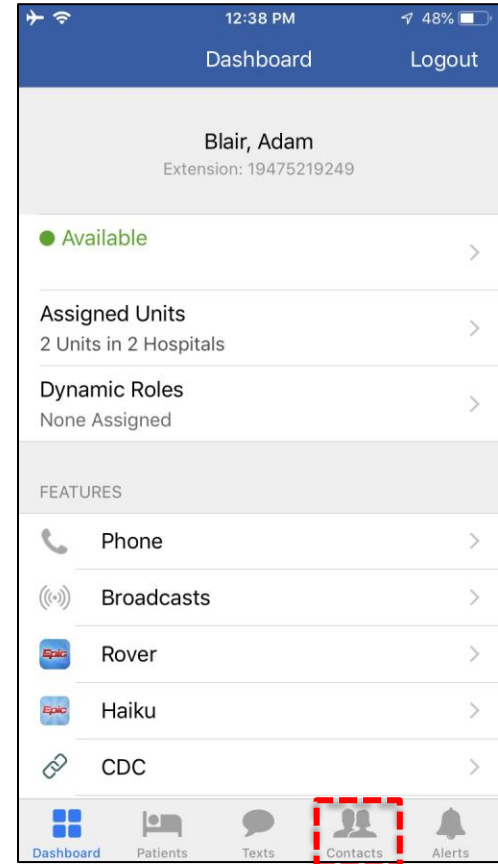 12:38 PM
48%
Dashboard
Logout
Blair, Adam
Extension: 19475219249
Available
Assigned Units
2 Units in 2 Hospitals
Dynamic Roles
None Assigned
FEATURES
Phone
Broadcasts
Epic Rover
Epic Haiku
CDC
Dashboard Patients Texts Contacts Alerts